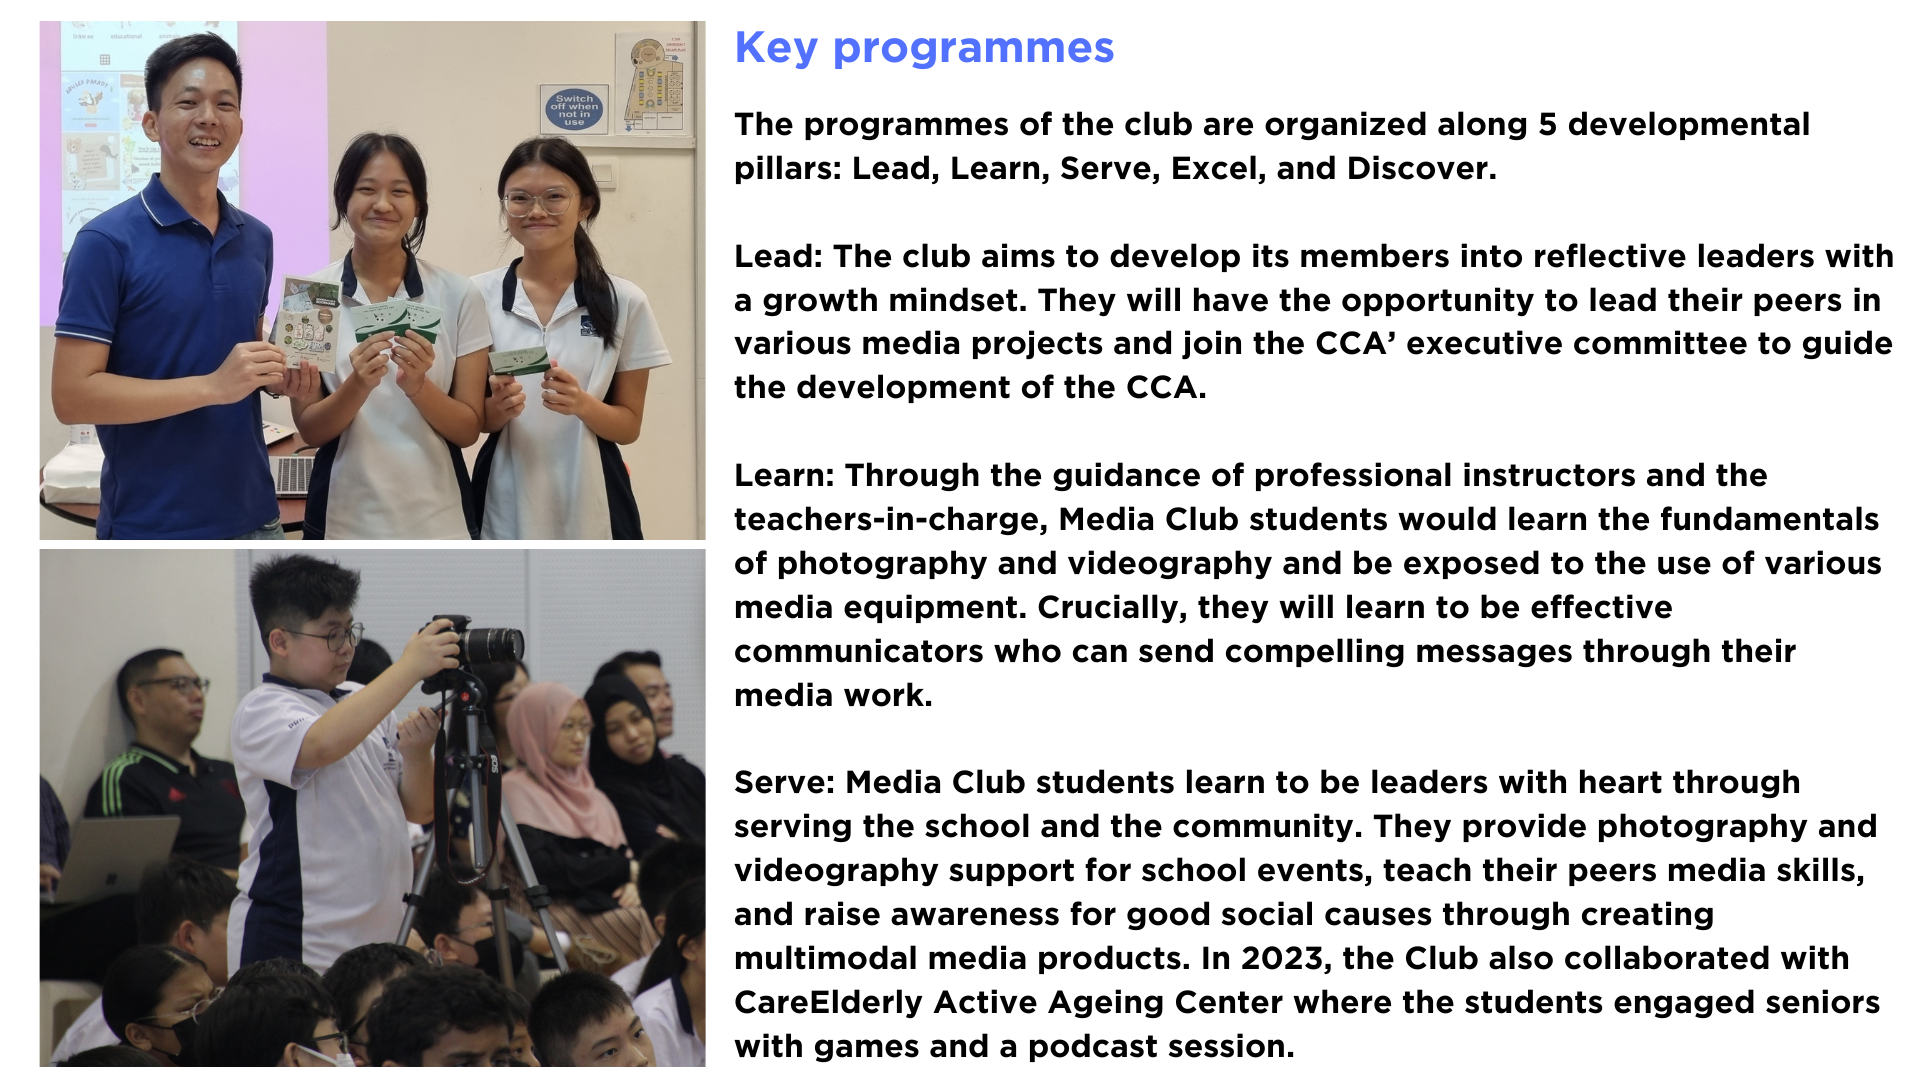 Key programmes
The programmes of the club are organized along 5 developmental
pillars: Lead, Learn, Serve, Excel, and Discover.
Lead: The club aims to develop its members into reflective leaders with
a growth mindset. They will have the opportunity to lead their peers in
various media projects and join the CCA’ executive committee to guide
the development of the CCA.
Learn: Through the guidance of professional instructors and the
teachers-in-charge, Media Club students would learn the fundamentals
of photography and videography and be exposed to the use of various
media equipment. Crucially, they will learn to be effective
communicators who can send compelling messages through their
media work.
Serve: Media Club students learn to be leaders with heart through
serving the school and the community. They provide photography and
videography support for school events, teach their peers media skills,
and raise awareness for good social causes through creating
multimodal media products. In 2023, the Club also collaborated with
CareElderly Active Ageing Center where the students engaged seniors
with games and a podcast session.
Switch
off when
not in
use
educational